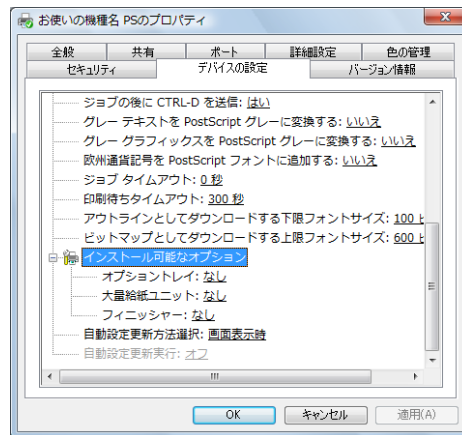 お使いの機種名 PSのプロパティ
全般 共有 ポート 詳細設定 色の管理
セキュリティ デバイスの設定 バージョン情報
ジョブの後に CTRL-D を送信: はい
グレー テキストを PostScript グレーに変換する: いいえ
グレー グラフィックスを PostScript グレーに変換する: いいえ
欧州通貨記号を PostScript フォントに追加する: いいえ
ジョブ タイムアウト: 0 秒
印刷待ちタイムアウト: 300 秒
アウトラインとしてダウンロードする下限フォントサイズ: 100 ヒ
ビットマップとしてダウンロードする上限フォントサイズ: 600 ヒ
インストール可能なオプション
オプショントレイ: なし
大量給紙ユニット: なし
フィニッシャー: なし
自動設定更新方法選択: 画面表示時
自動設定更新実行: オフ
OK キャンセル 適用(A)